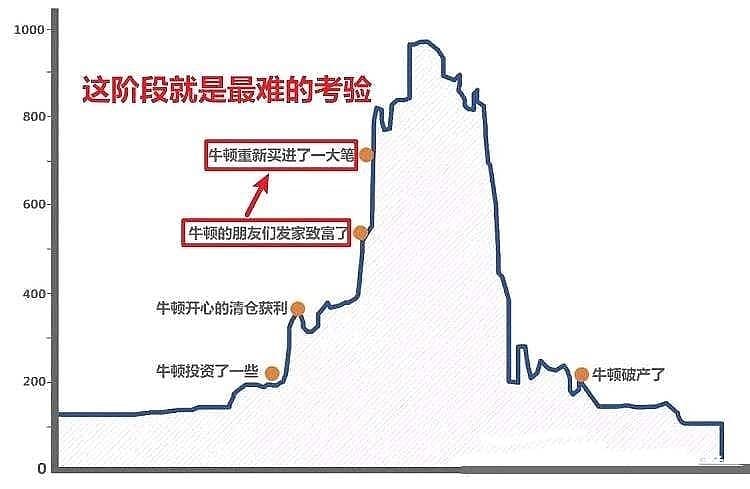 1000
这阶段就是最难的考验
800
牛顿重新买进了一大笔
600
牛顿的朋友们发家致富了
400
牛顿开心的清仓获利
牛顿投资了一些
牛顿破产了
200
0